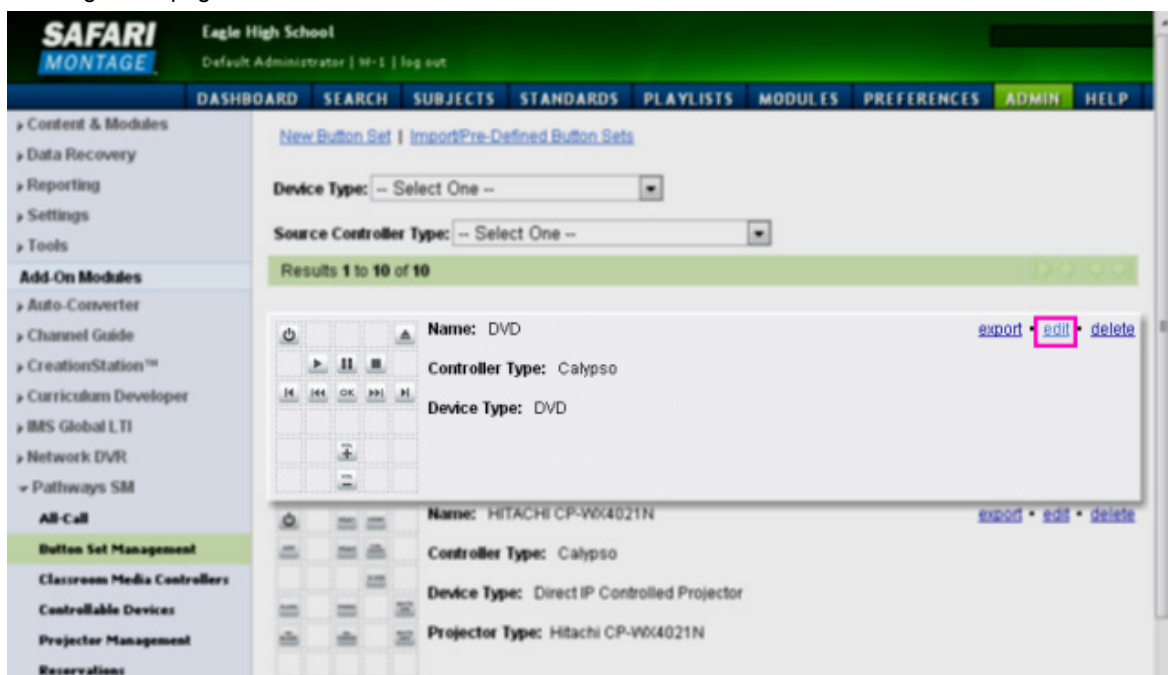 SAFARI
MONTAGE
Eagle High School
Default Administrator | W-1 | log out
DASHBOARD SEARCH SUBJECTS STANDARDS PLAYLISTS MODULES PREFERENCES ADMIN HELP
Content & Modules
Data Recovery
Reporting
Settings
Tools
Add-On Modules
Auto-Converter
Channel Guide
CreationStation™
Curriculum Developer
IMS Global LTI
Network DVR
Pathways SM
All-Call
Button Set Management
Classroom Media Controllers
Controllable Devices
Projector Management
Reservations
New Button Set | Import/Pre-Defined Button Sets
Device Type: -- Select One --
Source Controller Type: -- Select One --
Results 1 to 10 of 10
Name: DVD
export • edit • delete
Controller Type: Calypso
OK
Device Type: DVD
Name: HITACHI CP-WX4021N
export • edit • delete
Controller Type: Calypso
Device Type: Direct IP Controlled Projector
Projector Type: Hitachi CP-WX4021N